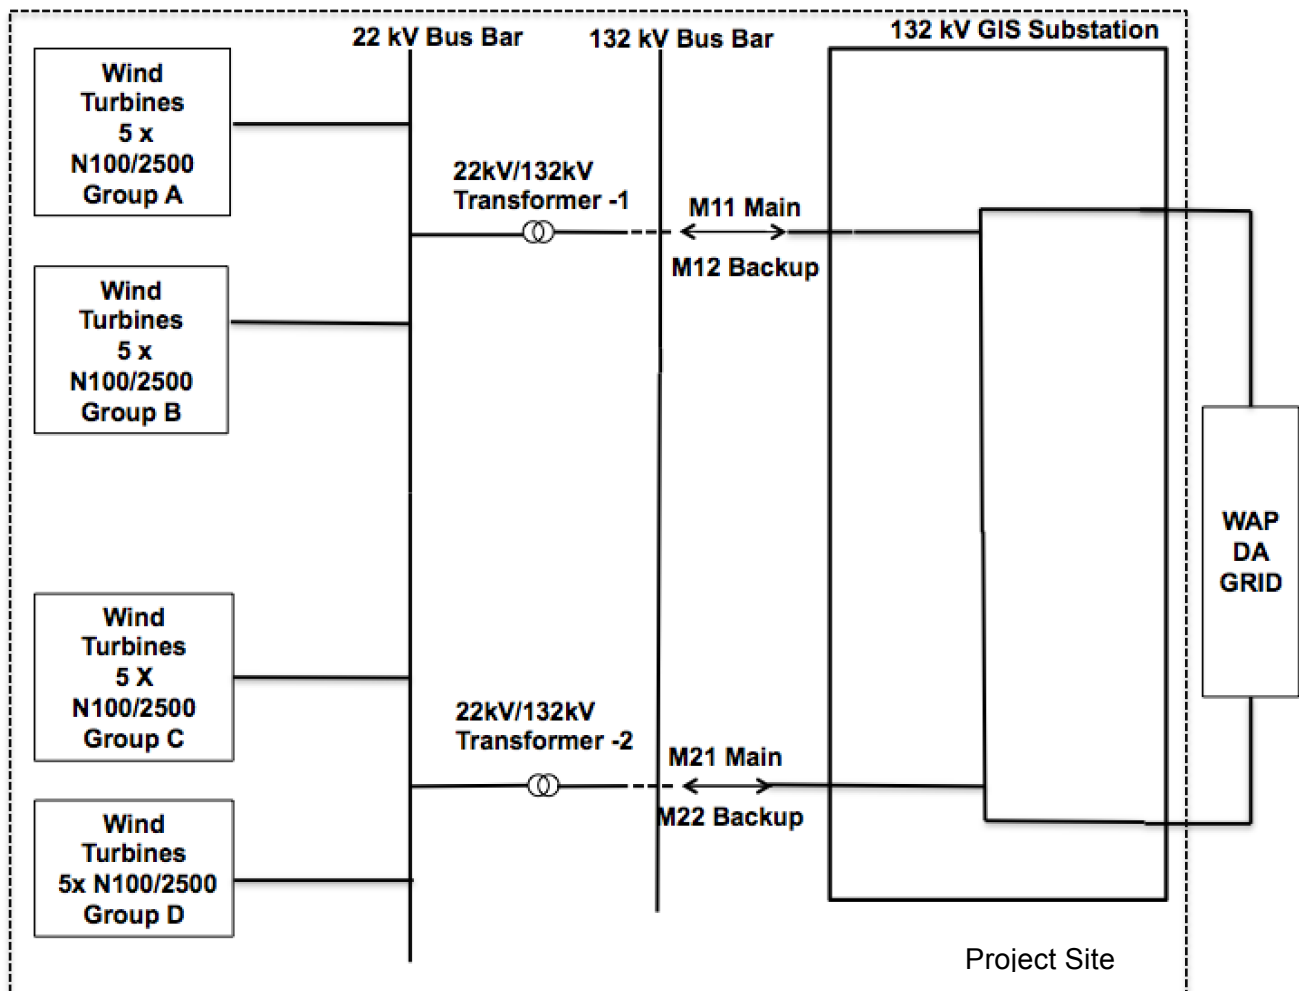 22 kV Bus Bar
132 kV Bus Bar
132 kV GIS Substation
Wind
Turbines
5 x
N100/2500
Group A
22kV/132kV
Transformer -1
M11 Main
M12 Backup
Wind
Turbines
5 x
N100/2500
Group B
WAP
DA
GRID
Wind
Turbines
5 X
N100/2500
Group C
22kV/132kV
Transformer -2
M21 Main
M22 Backup
Wind
Turbines
5x N100/2500
Group D
Project Site